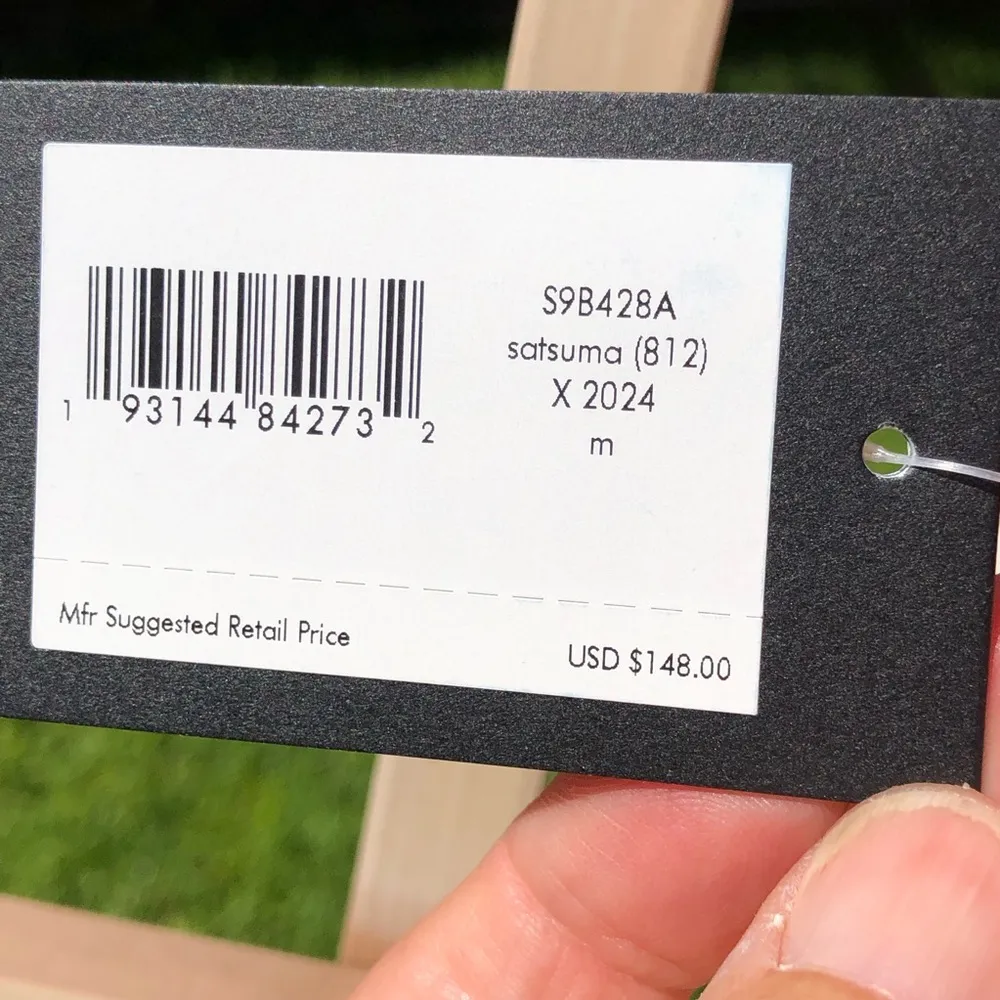 S9B428A
satsuma (812)
X 2024
m
1 93144 84273 2
Mfr Suggested Retail Price
USD $148.00